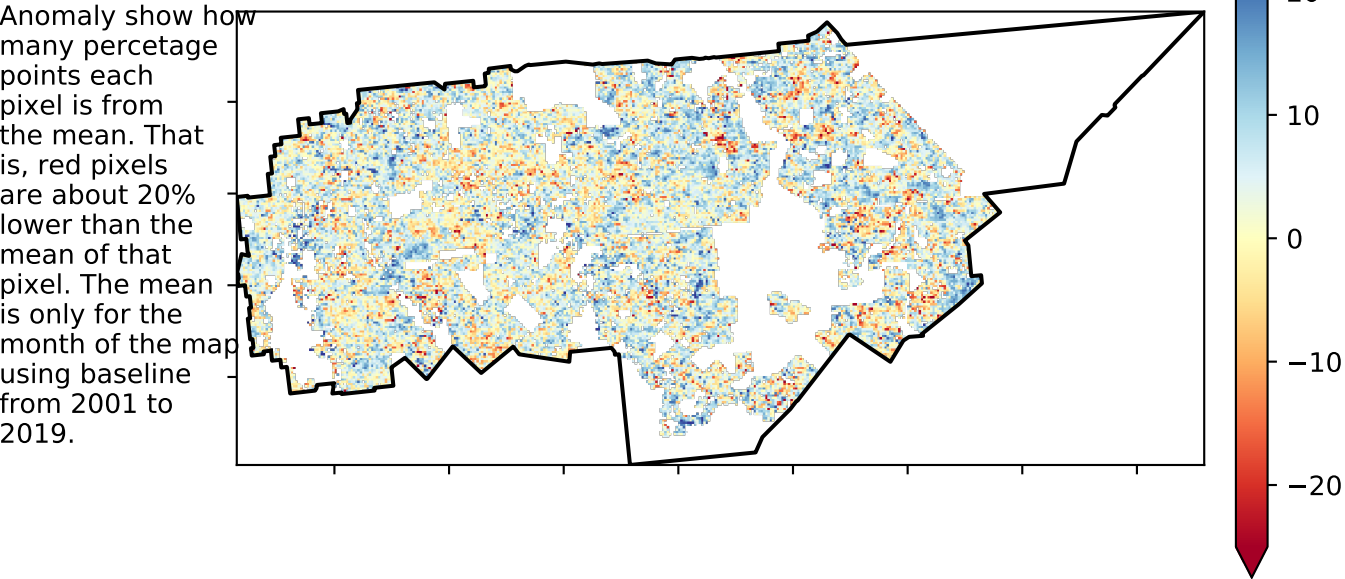 Anomaly show how
many percetage
points each
pixel is from
the mean. That
is, red pixels
are about 20%
lower than the
mean of that
pixel. The mean
is only for the
month of the map
using baseline
from 2001 to
2019.
10
0
−10
−20